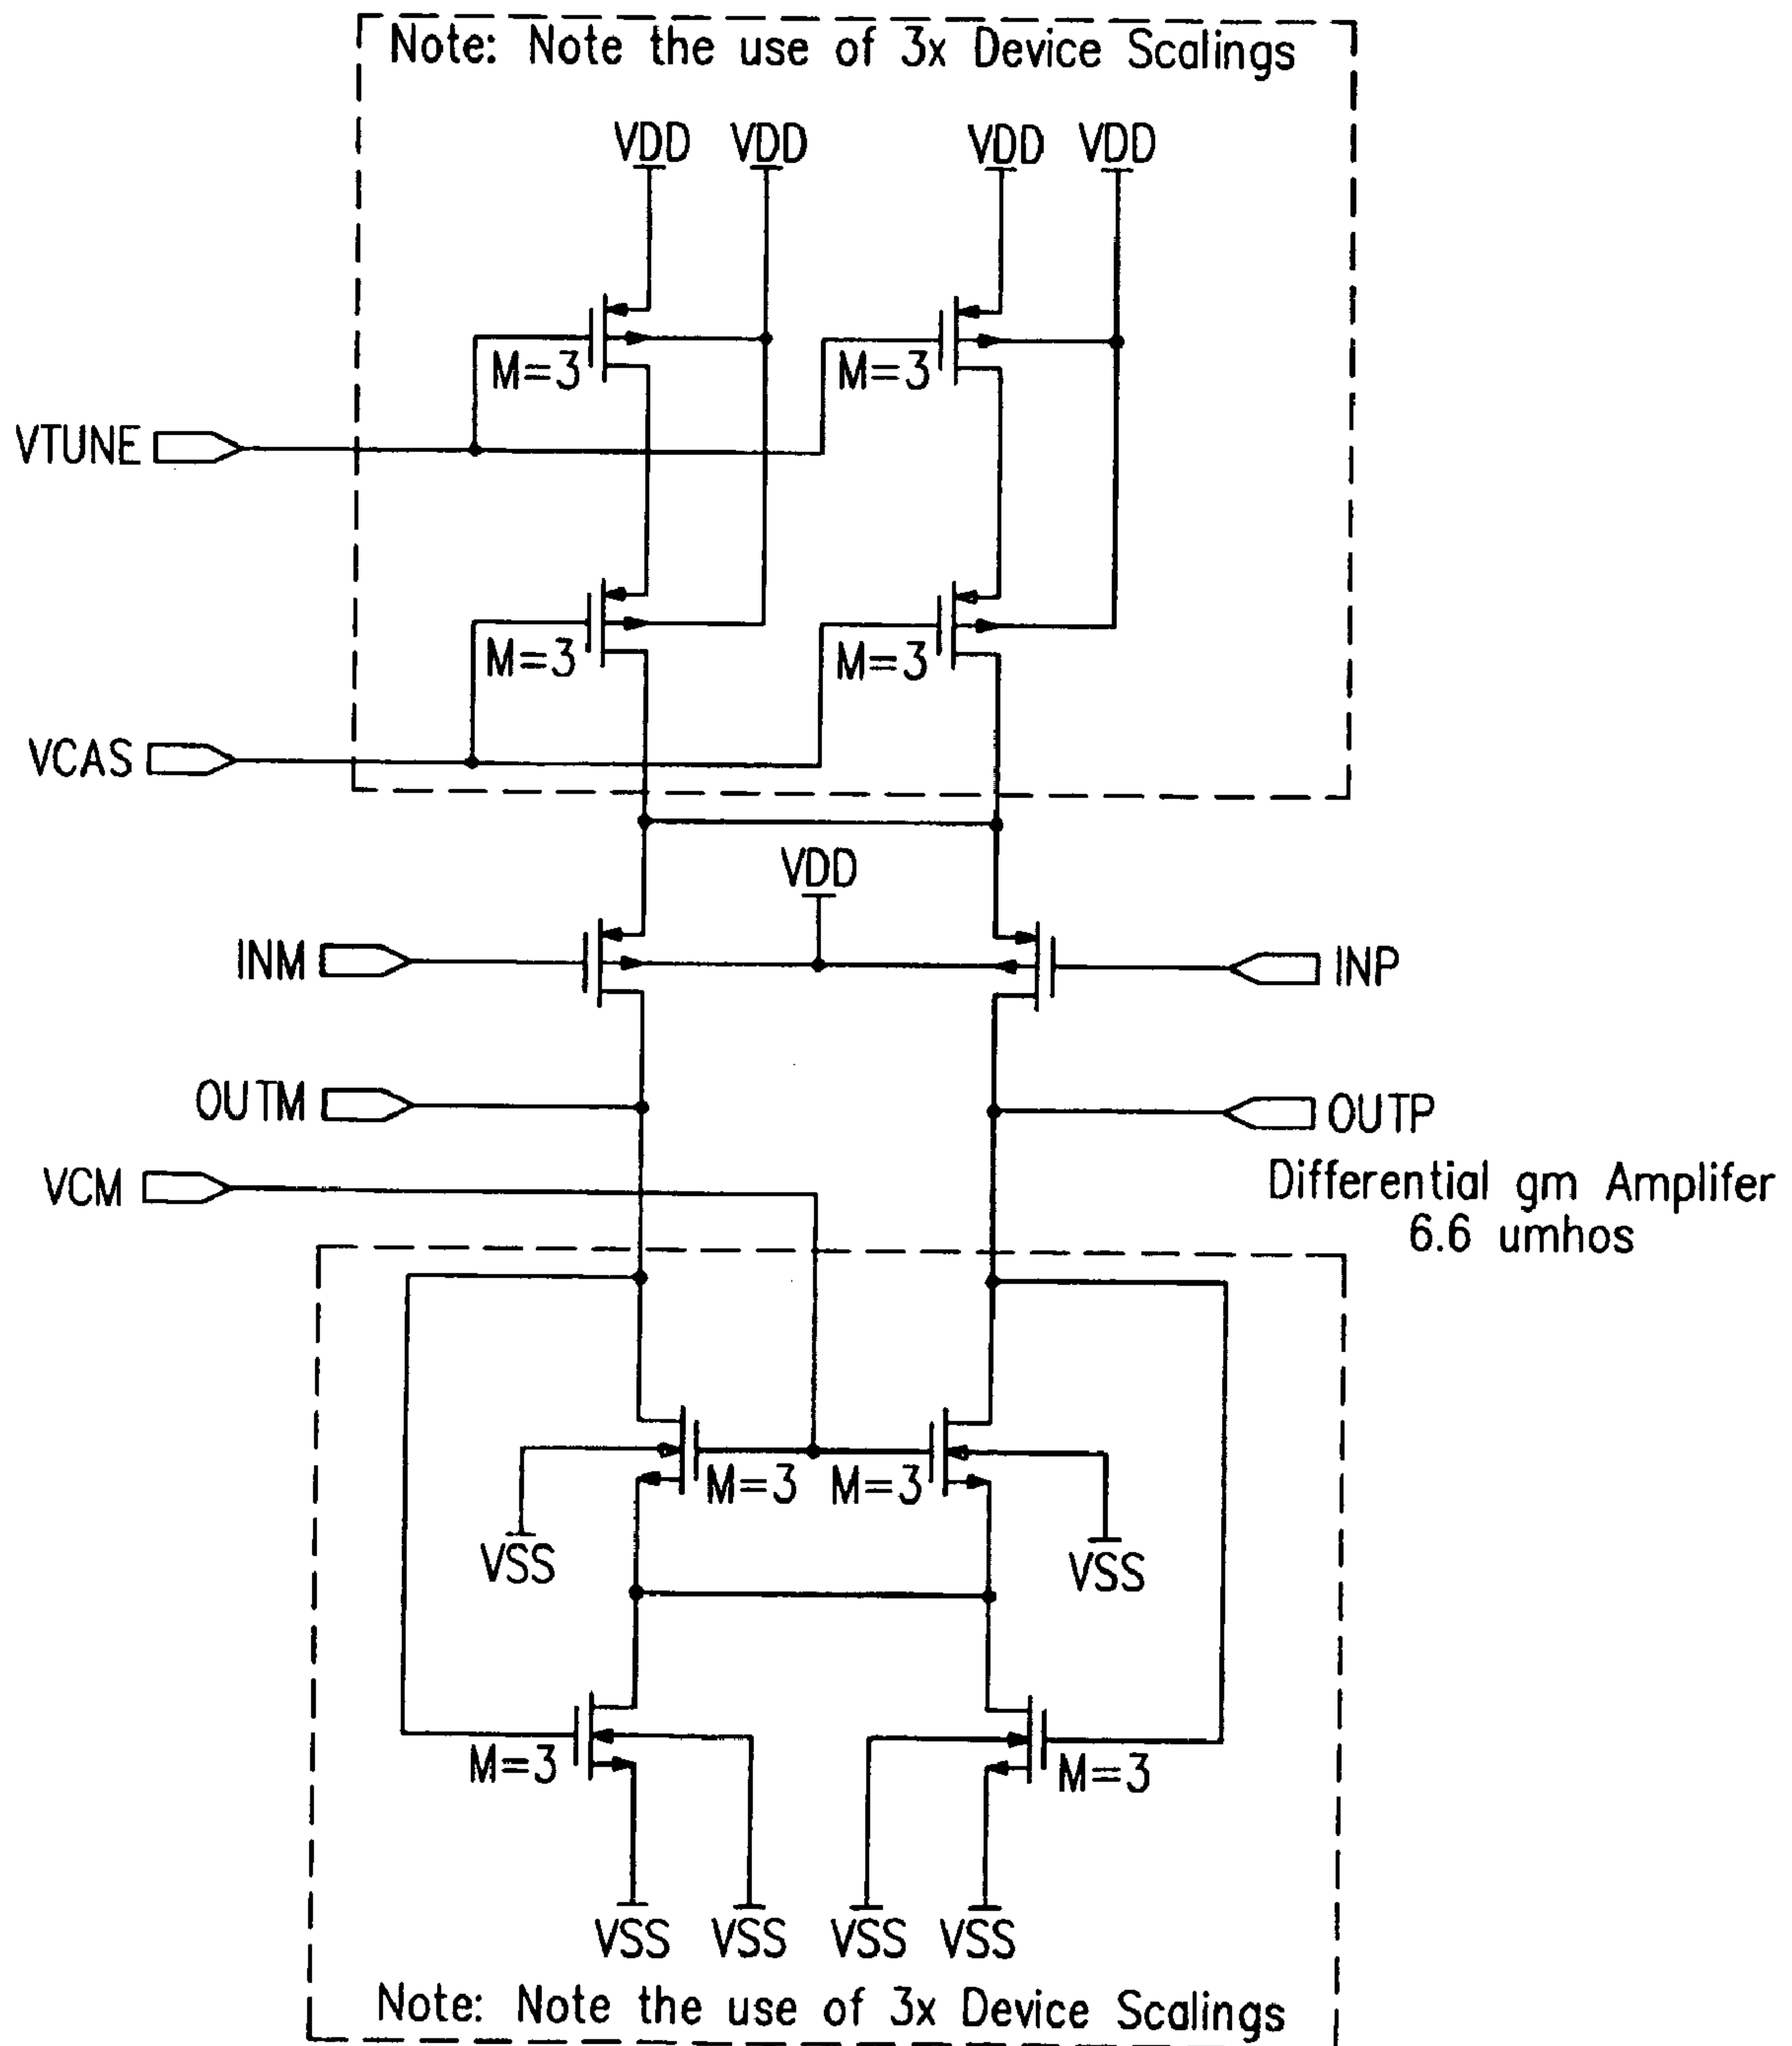 Note: Note the use of 3x Device Scalings
VDD VDD VDD VDD
M=3 M=3
VTUNE
M=3 M=3
VCAS
VDD
INM INP
OUTM OUTP
VCM
Differential gm Amplifer
6.6 umhos
M=3 M=3
VSS VSS
M=3 M=3
VSS VSS VSS VSS
Note: Note the use of 3x Device Scalings